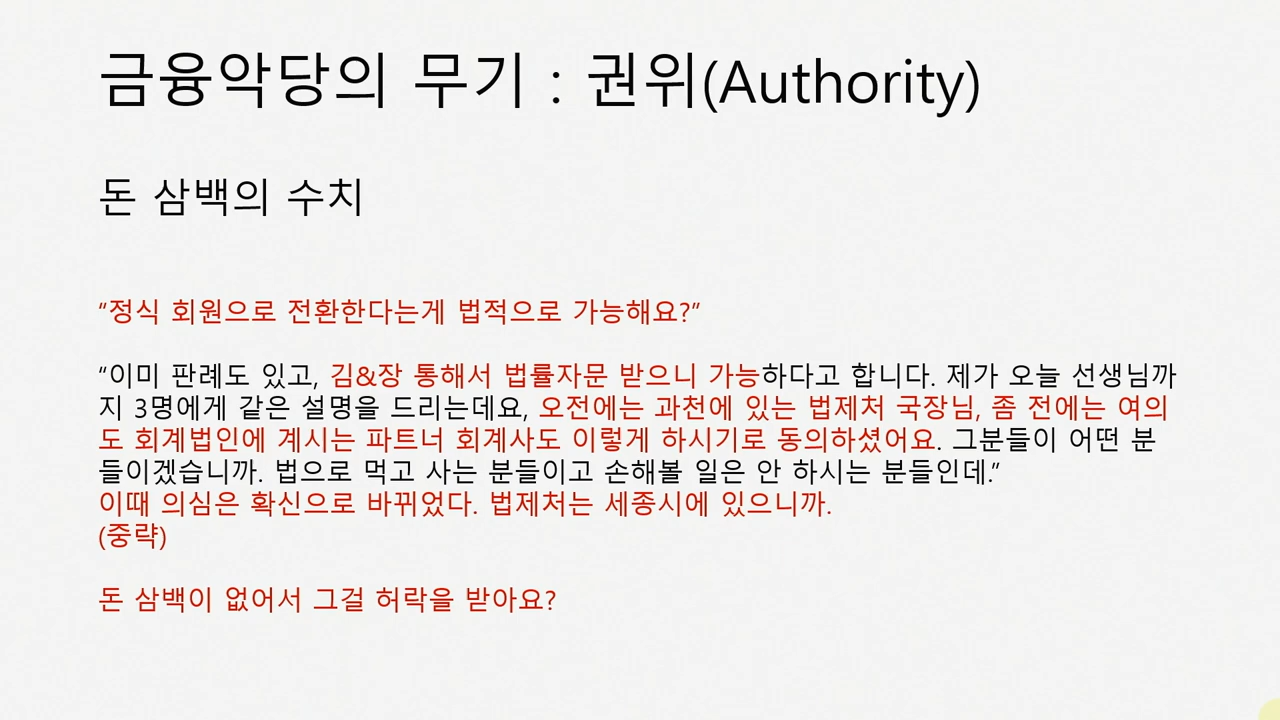 금융악당의 무기 : 권위(Authority)
돈 삼백의 수치
“정식 회원으로 전환한다는게 법적으로 가능해요?”
“이미 판례도 있고, 김&장 통해서 법률자문 받으니 가능하다고 합니다. 제가 오늘 선생님까
지 3명에게 같은 설명을 드리는데요, 오전에는 과천에 있는 법제처 국장님, 좀 전에는 여의
도 회계법인에 계시는 파트너 회계사도 이렇게 하시기로 동의하셨어요. 그분들이 어떤 분
들이겠습니까. 법으로 먹고 사는 분들이고 손해볼 일은 안 하시는 분들인데.”
이때 의심은 확신으로 바뀌었다. 법제처는 세종시에 있으니까.
(중략)
돈 삼백이 없어서 그걸 허락을 받아요?